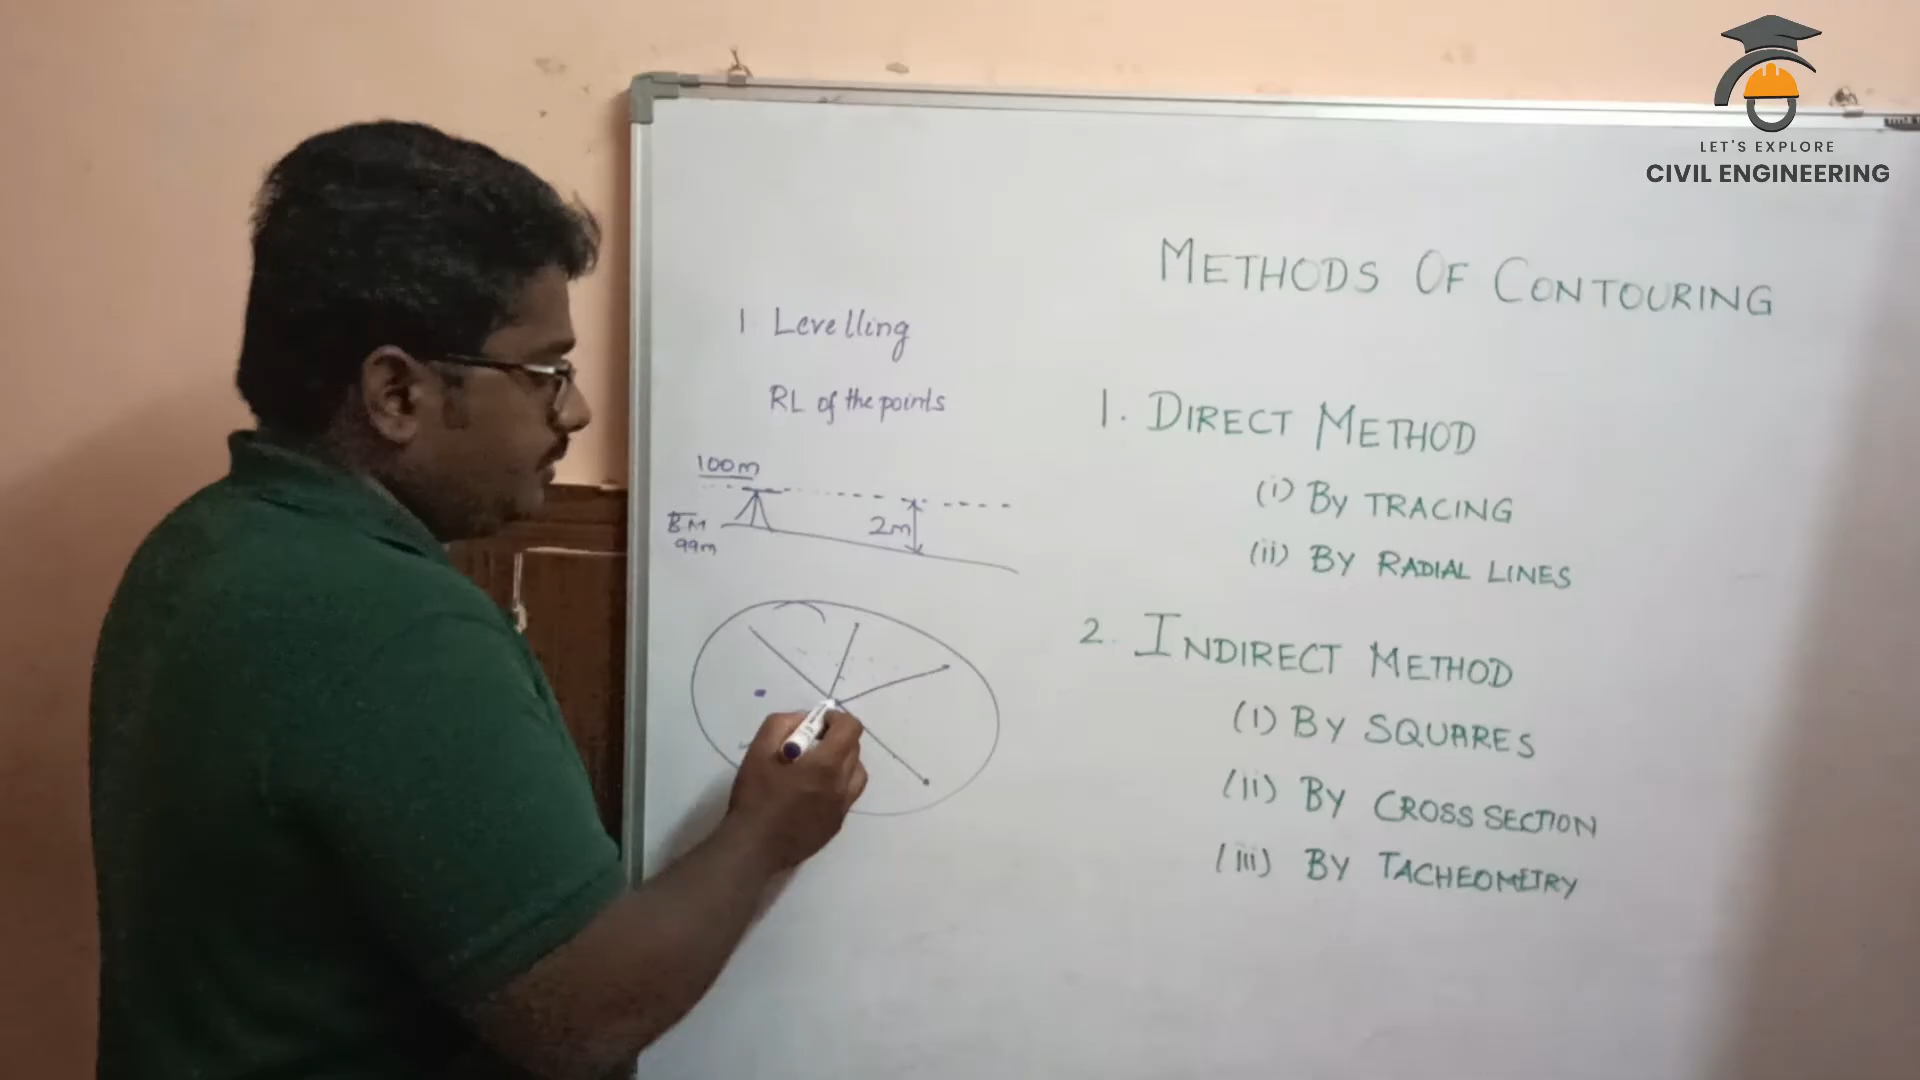 LET'S EXPLORE
CIVIL ENGINEERING
METHODS OF CONTOURING
1 Levelling
RL of the points
100m
BM
99m
2m
1. DIRECT METHOD
(i) By TRACING
(ii) By RADIAL LINES
2. INDIRECT METHOD
(i) By SQUARES
(ii) By CROSS SECTION
(iii) By TACHEOMETRY